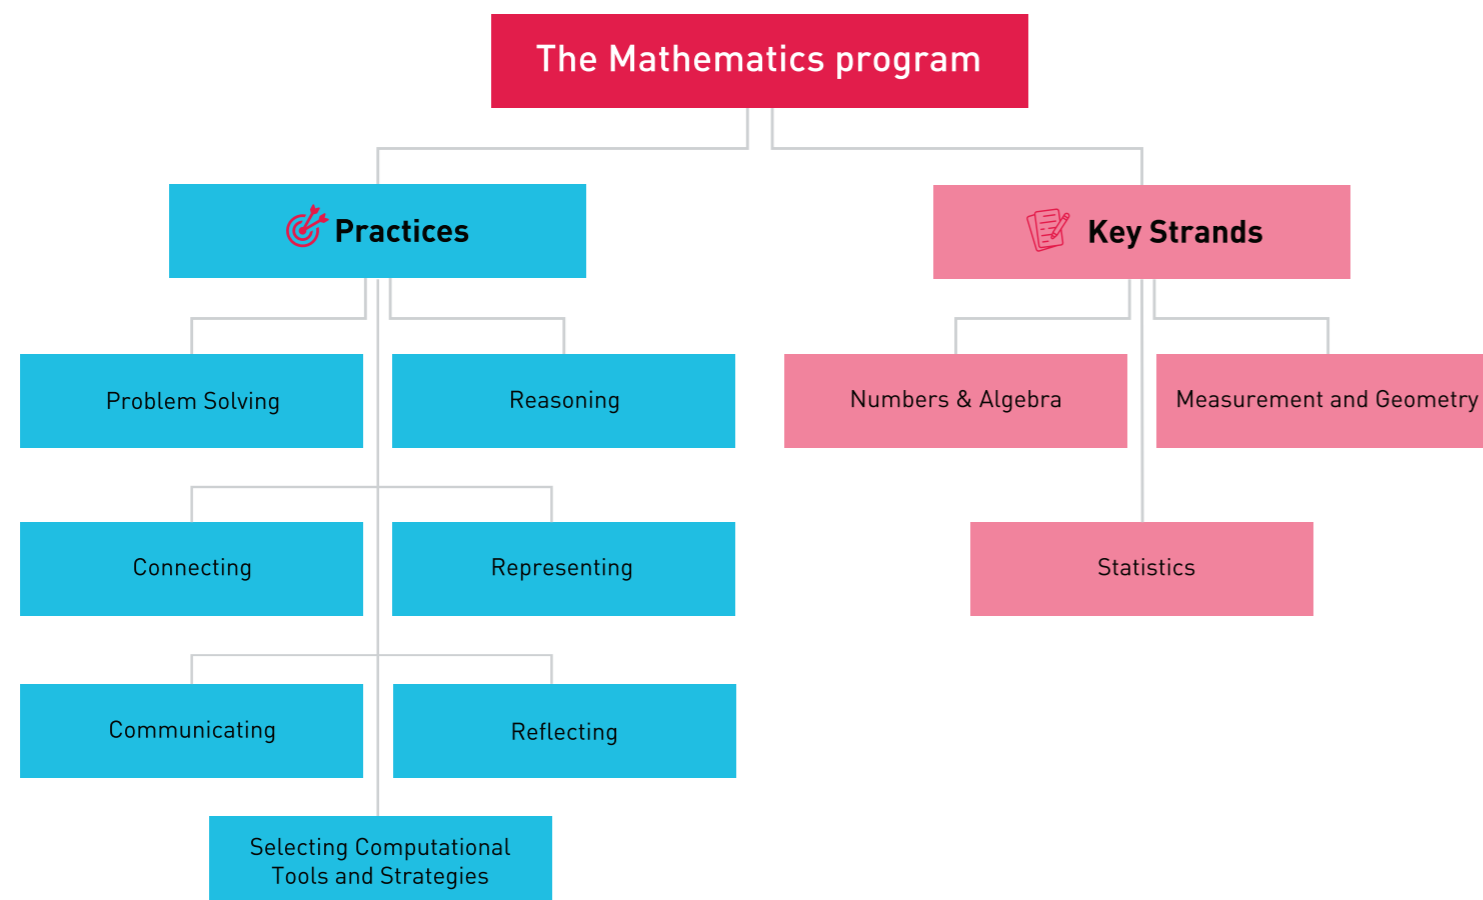 The Mathematics program
Practices
Key Strands
Problem Solving
Reasoning
Numbers & Algebra
Measurement and Geometry
Connecting
Representing
Statistics
Communicating
Reflecting
Selecting Computational
Tools and Strategies